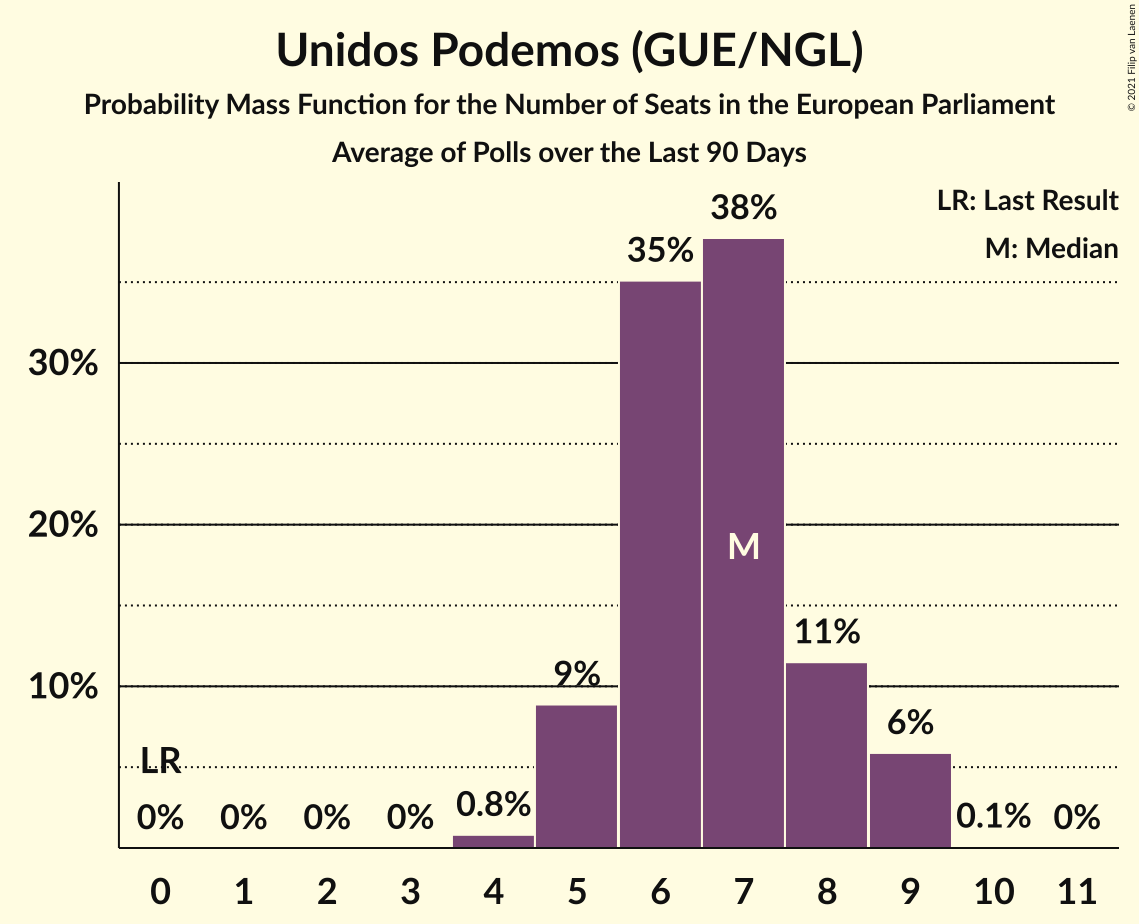 Unidos Podemos (GUE/NGL)
Probability Mass Function for the Number of Seats in the European Parliament
Average of Polls over the Last 90 Days
© 2021 Filip van Laenen
LR: Last Result
M: Median
38%
35%
30%
20%
M
11%
9%
10%
6%
LR
0% 0% 0% 0% 0.8% 0.1% 0%
0 1 2 3 4 5 6 7 8 9 10 11